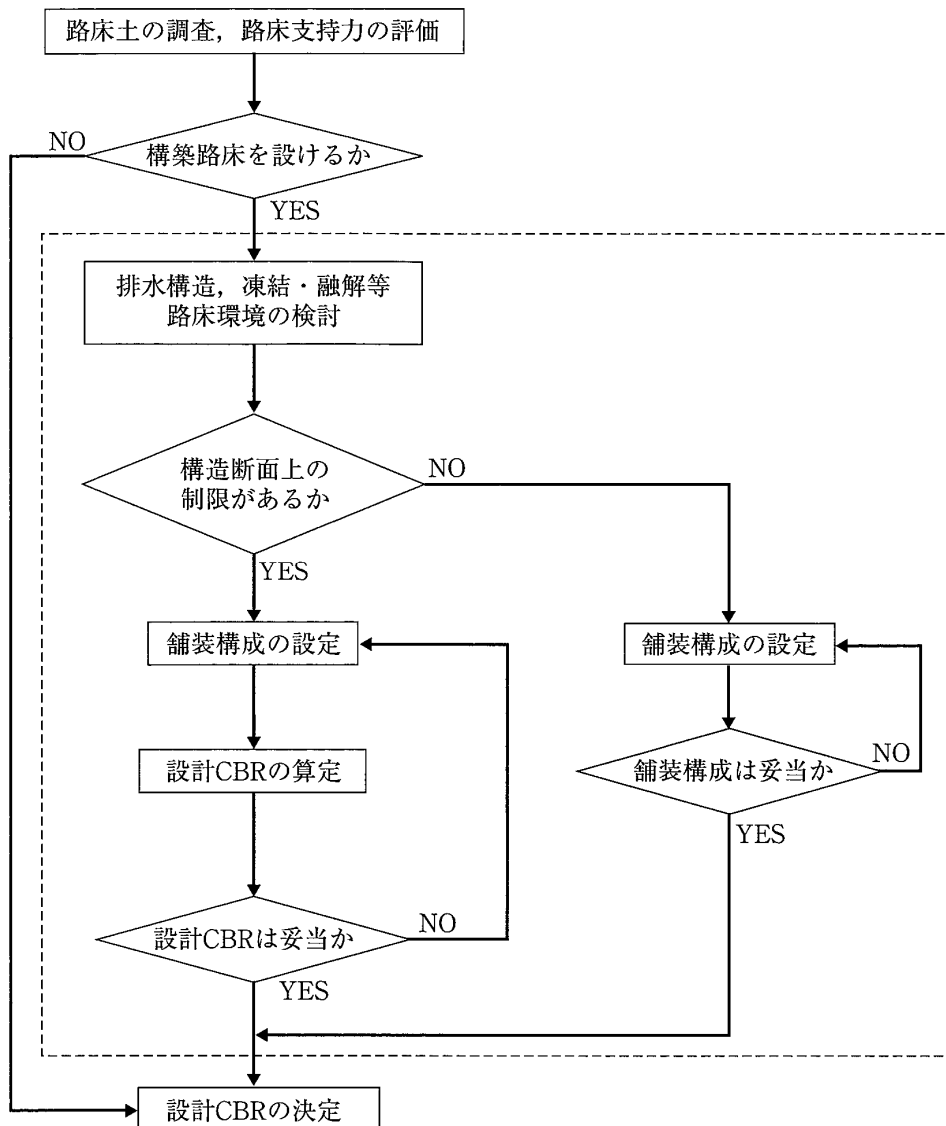 路床土の調査，路床支持力の評価
NO
構築路床を設けるか
YES
排水構造，凍結・融解等
路床環境の検討
構造断面上の
制限があるか
NO
YES
舗装構成の設定
舗装構成の設定
設計CBRの算定
舗装構成は妥当か
NO
YES
設計CBRは妥当か
NO
YES
設計CBRの決定